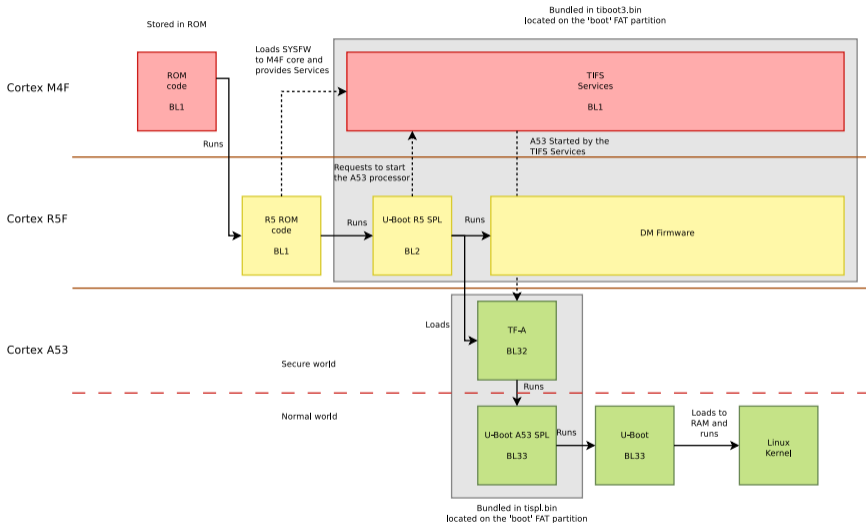 Bundled in tiboot3.bin
located on the 'boot' FAT partition
Stored in ROM
Loads SYSFW
to M4F core and
provides Services
Cortex M4F
ROM
code
BL1
TIFS
Services
BL1
Runs
A53 Started by the
TIFS Services
Requests to start
the A53 processor
Cortex R5F
R5 ROM
code
BL1
Runs
U-Boot R5 SPL
BL2
Runs
DM Firmware
Cortex A53
Loads
TF-A
BL32
Secure world
Runs
Normal world
U-Boot A53 SPL
BL33
Runs
U-Boot
BL33
Loads to
RAM and
runs
Linux
Kernel
Bundled in tispl.bin
located on the 'boot' FAT partition